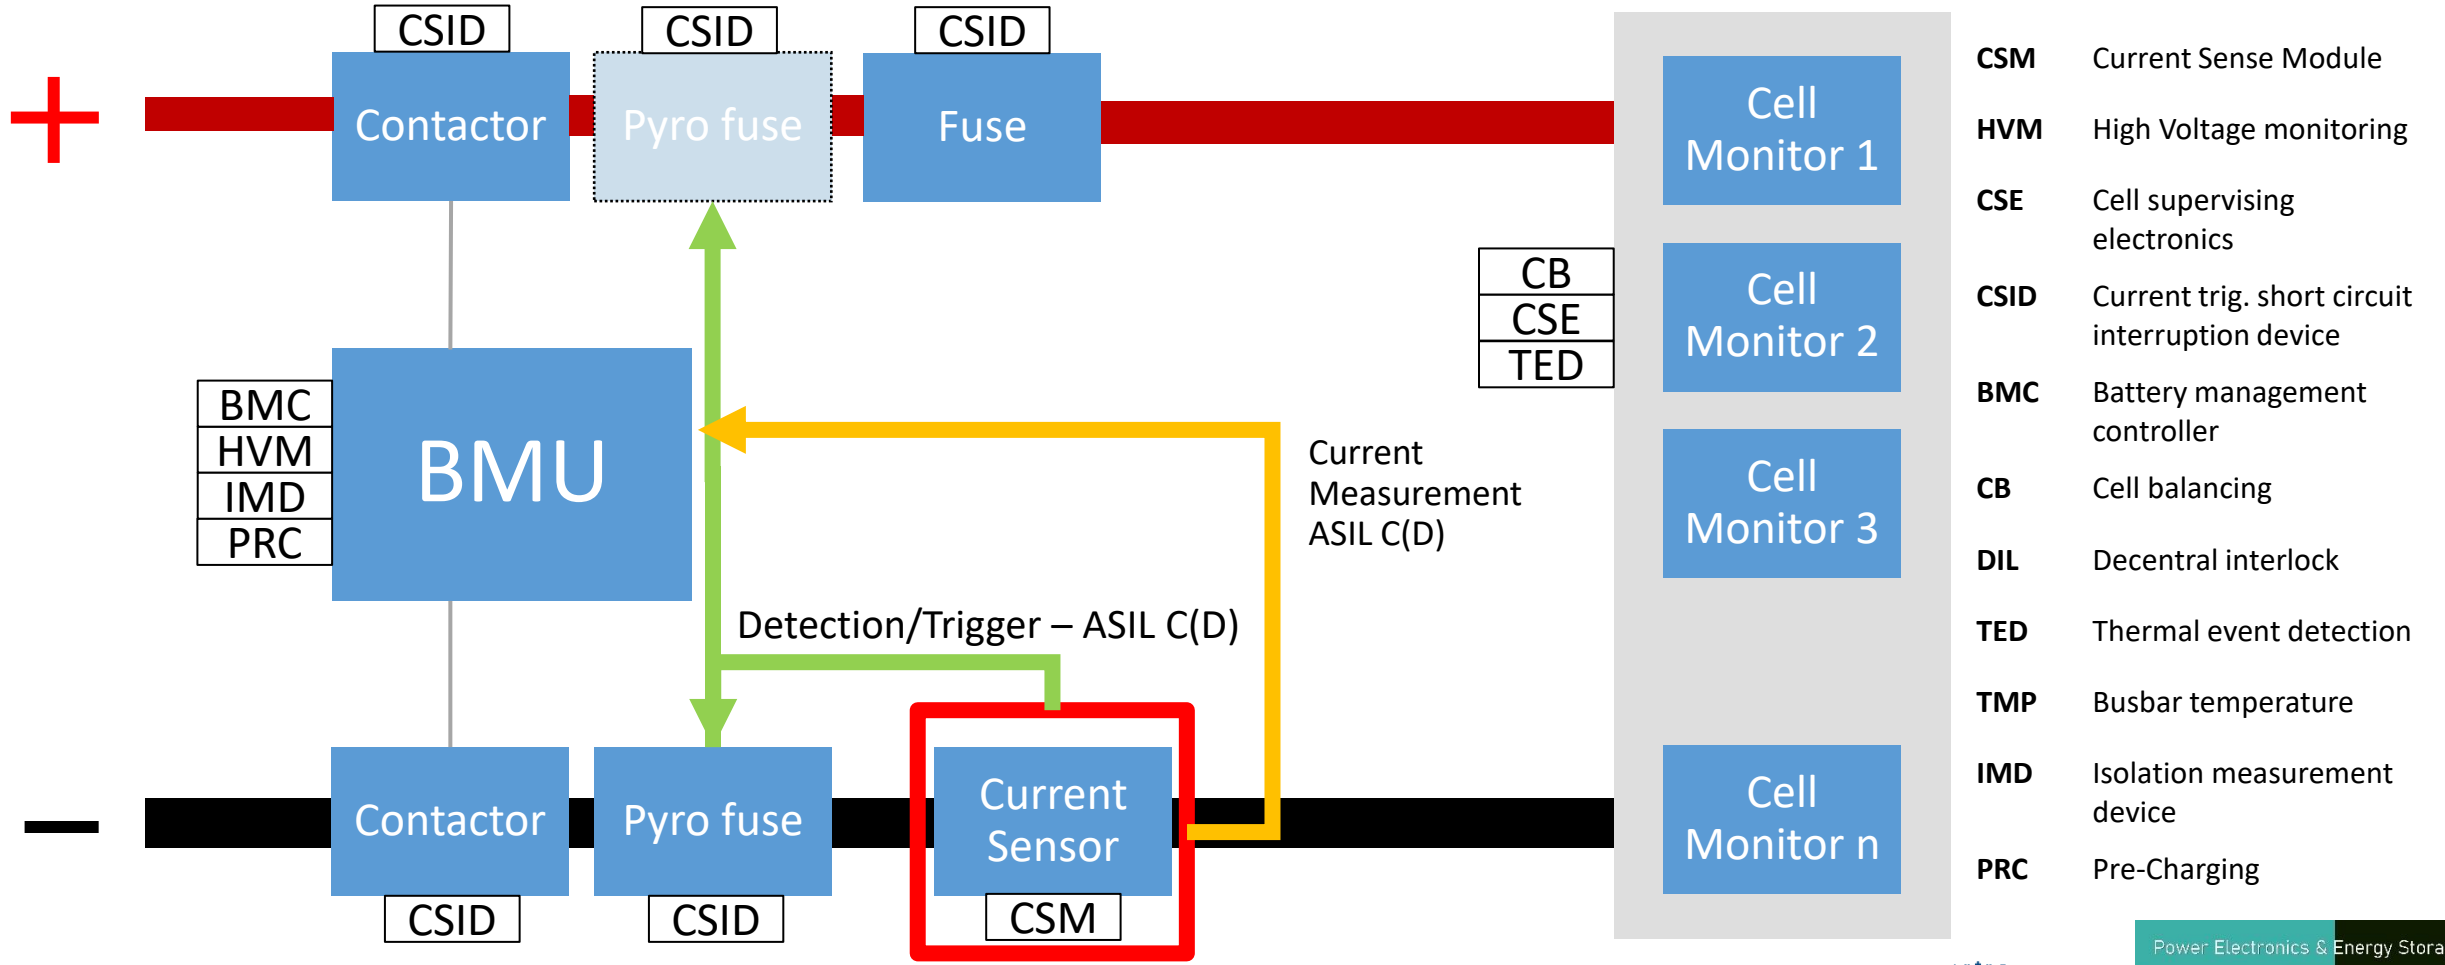 CSID
CSID
CSID
+
Contactor
Pyro fuse
Fuse
BMC
HVM
IMD
PRC
BMU
Current
Measurement
ASIL C(D)
Detection/Trigger – ASIL C(D)
−
Contactor
Pyro fuse
Current
Sensor
CSID
CSID
CSM
CB
CSE
TED
Cell
Monitor 1
Cell
Monitor 2
Cell
Monitor 3
Cell
Monitor n
CSM Current Sense Module
HVM High Voltage monitoring
CSE Cell supervising
electronics
CSID Current trig. short circuit
interruption device
BMC Battery management
controller
CB Cell balancing
DIL Decentral interlock
TED Thermal event detection
TMP Busbar temperature
IMD Isolation measurement
device
PRC Pre-Charging
Power Electronics & Energy Stora